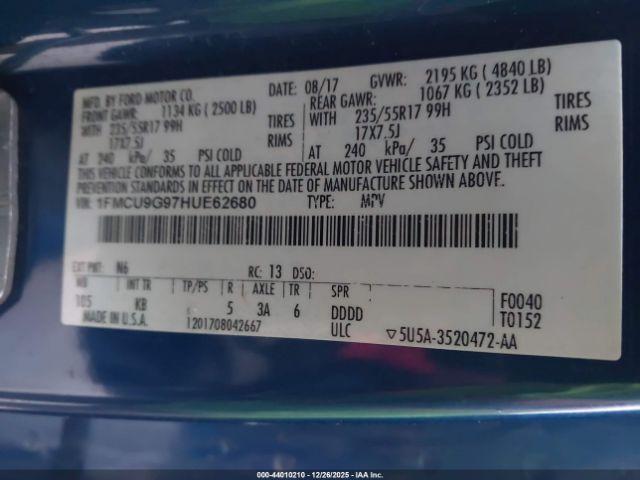 MFD. BY FORD MOTOR CO.
DATE: 08/17 GVWR: 2195 KG ( 4840 LB)
FRONT GAWR: 1134 KG ( 2500 LB) REAR GAWR: 1067 KG ( 2352 LB)
WITH 235/55R17 99H TIRES WITH 235/55R17 99H TIRES
17X7.5J RIMS 17X7.5J RIMS
AT 240 kPa/ 35 PSI COLD AT 240 kPa/ 35 PSI COLD
THIS VEHICLE CONFORMS TO ALL APPLICABLE FEDERAL MOTOR VEHICLE SAFETY AND THEFT
PREVENTION STANDARDS IN EFFECT ON THE DATE OF MANUFACTURE SHOWN ABOVE.
VIN: 1FMCU9G97HUE62680 TYPE: MPV
EXT PNT: N6 RC: 13 DSO:
WB INT TR TP/PS R AXLE TR SPR
105 KB 5 3A 6 DDDD F0040
MADE IN U.S.A. 1201708042667 ULC T0152
▽5U5A-3520472-AA
000-44010210 - 12/26/2025 - IAAI.com